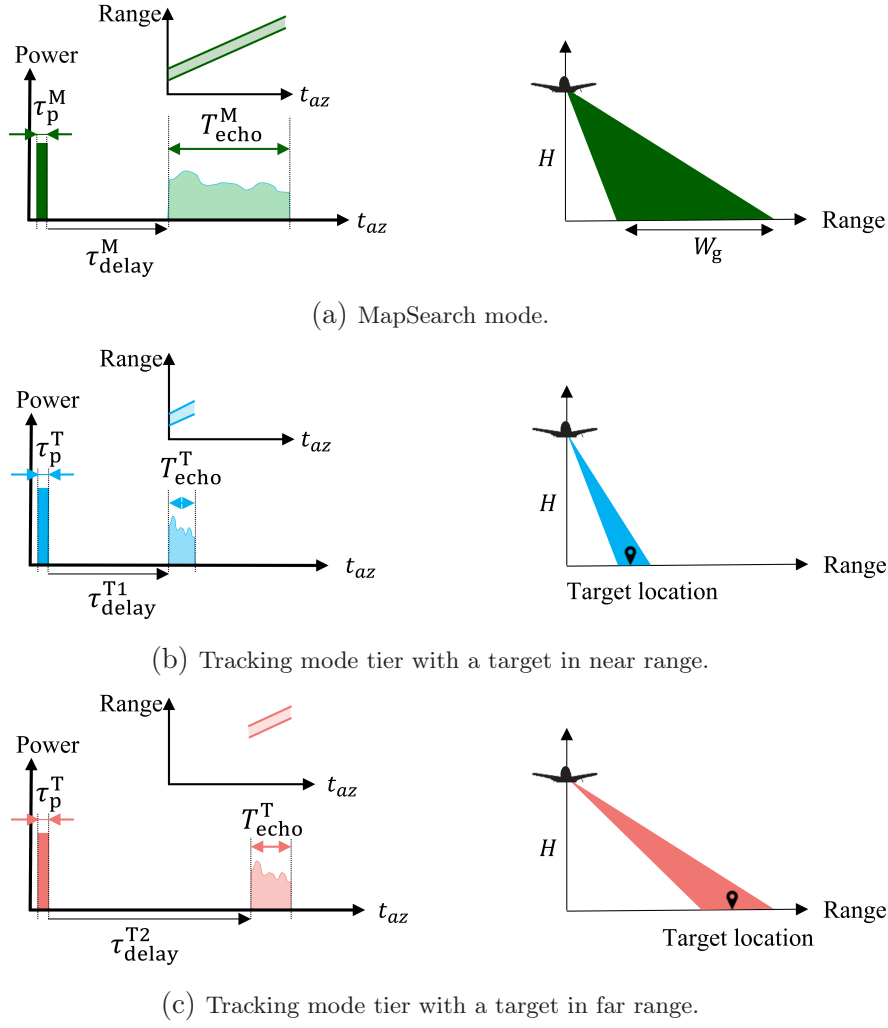 Range
Power
τ_p^M
t_az
T_echo^M
H
t_az
Range
τ_delay^M
W_g
(a) MapSearch mode.
Range
Power
τ_p^T
t_az
T_echo^T
H
t_az
Range
τ_delay^T1
Target location
(b) Tracking mode tier with a target in near range.
Range
Power
τ_p^T
t_az
T_echo^T
H
t_az
Range
τ_delay^T2
Target location
(c) Tracking mode tier with a target in far range.